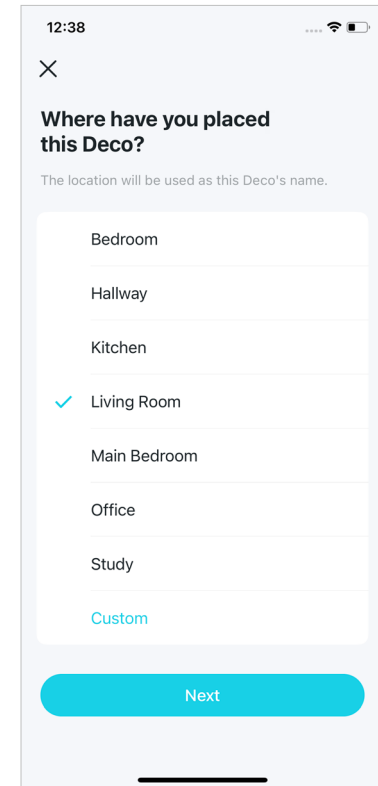 12:38
Where have you placed
this Deco?
The location will be used as this Deco's name.
Bedroom
Hallway
Kitchen
Living Room
Main Bedroom
Office
Study
Custom
Next